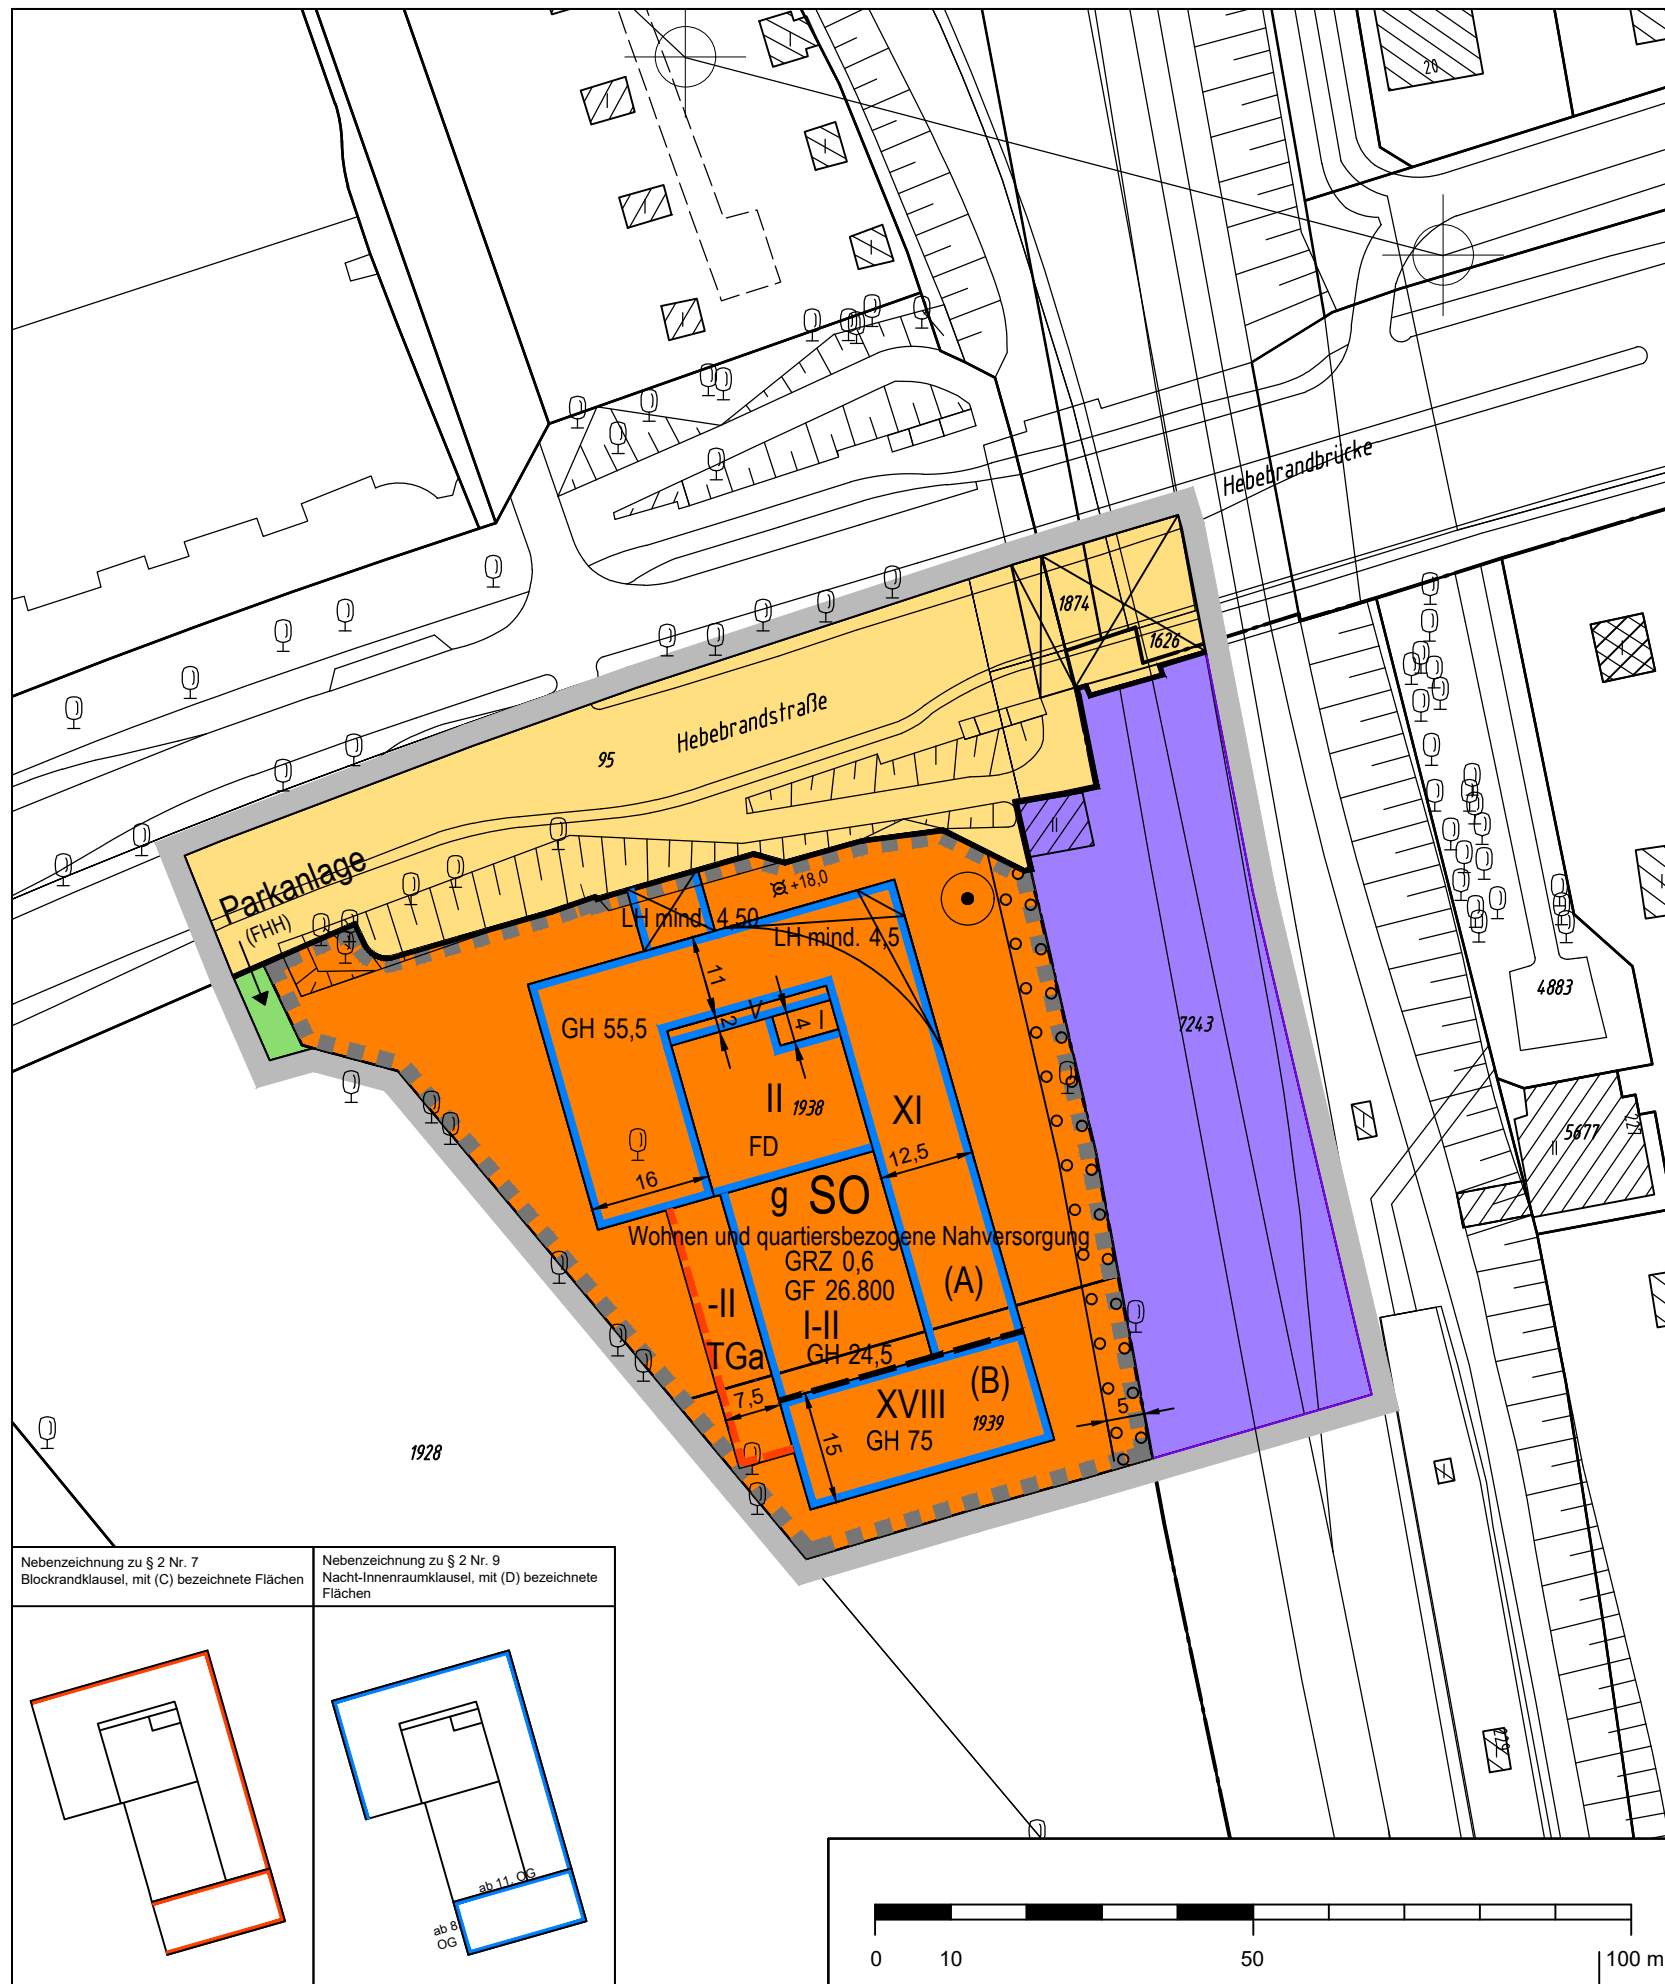 20
Hebebrandbrücke
1874
1626
Hebebrandstraße
95
II
Parkanlage
(FHH)
+18,0
LH mind. 4,50
LH mind. 4,5
11
GH 55,5
V
2
4
I
4883
7243
II
1938
XI
FD
12,5
16
g SO
Wohnen und quartiersbezogene Nahversorgung
GRZ 0,6
GF 26.800
(A)
-II
I-II
TGa
GH 24,5
7,5
(B)
XVIII
1939
GH 75
15
5
5677
227
II
1928
229
Nebenzeichnung zu § 2 Nr. 7
Blockrandklausel, mit (C) bezeichnete Flächen
Nebenzeichnung zu § 2 Nr. 9
Nacht-Innenraumklausel, mit (D) bezeichnete
Flächen
ab 11. OG
ab 8.
OG
0
10
50
100 m